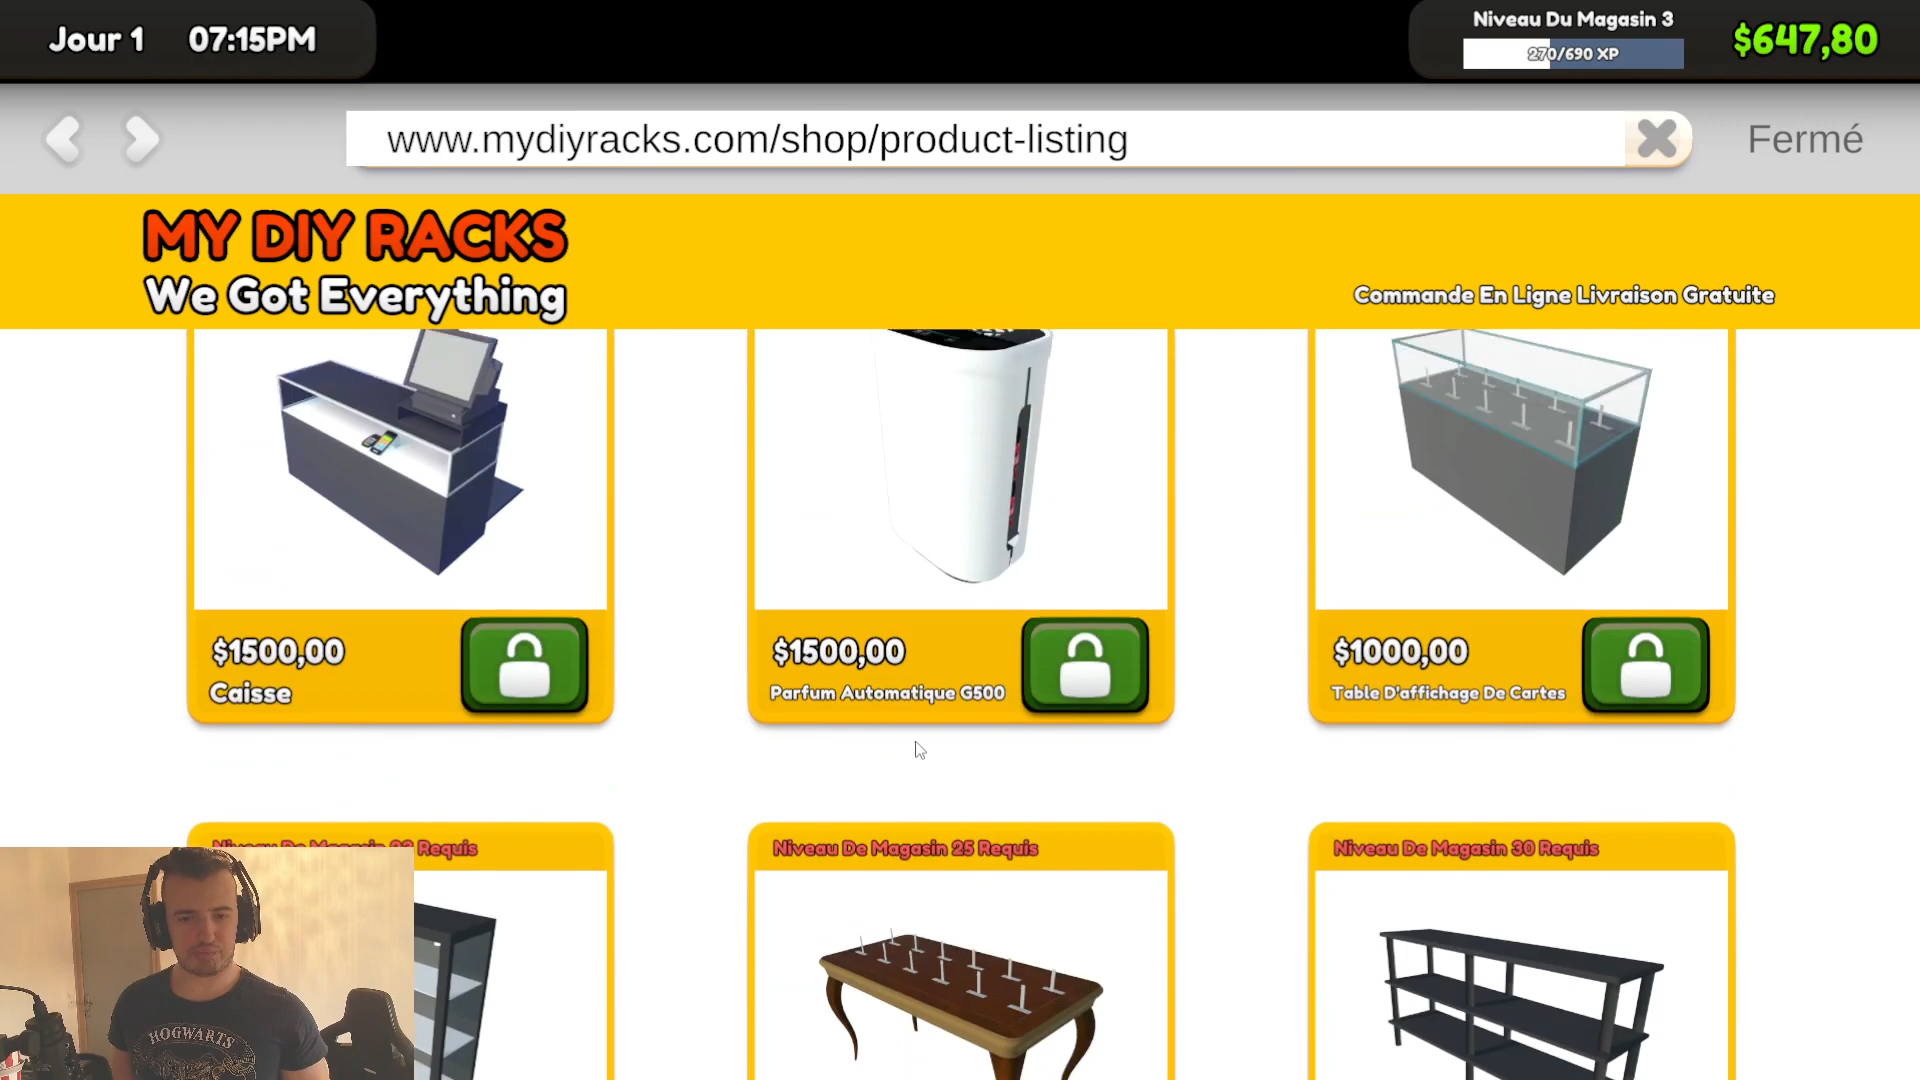 Jour 1 07:15PM
Niveau Du Magasin 3
270/690 XP
$647,80
www.mydiyracks.com/shop/product-listing
Fermé
MY DIY RACKS
We Got Everything
Commande En Ligne Livraison Gratuite
$1500,00
Caisse
$1500,00
Parfum Automatique G500
$1000,00
Table D'affichage De Cartes
Niveau De Magasin Requis
Niveau De Magasin 25 Requis
Niveau De Magasin 30 Requis
HOGWARTS